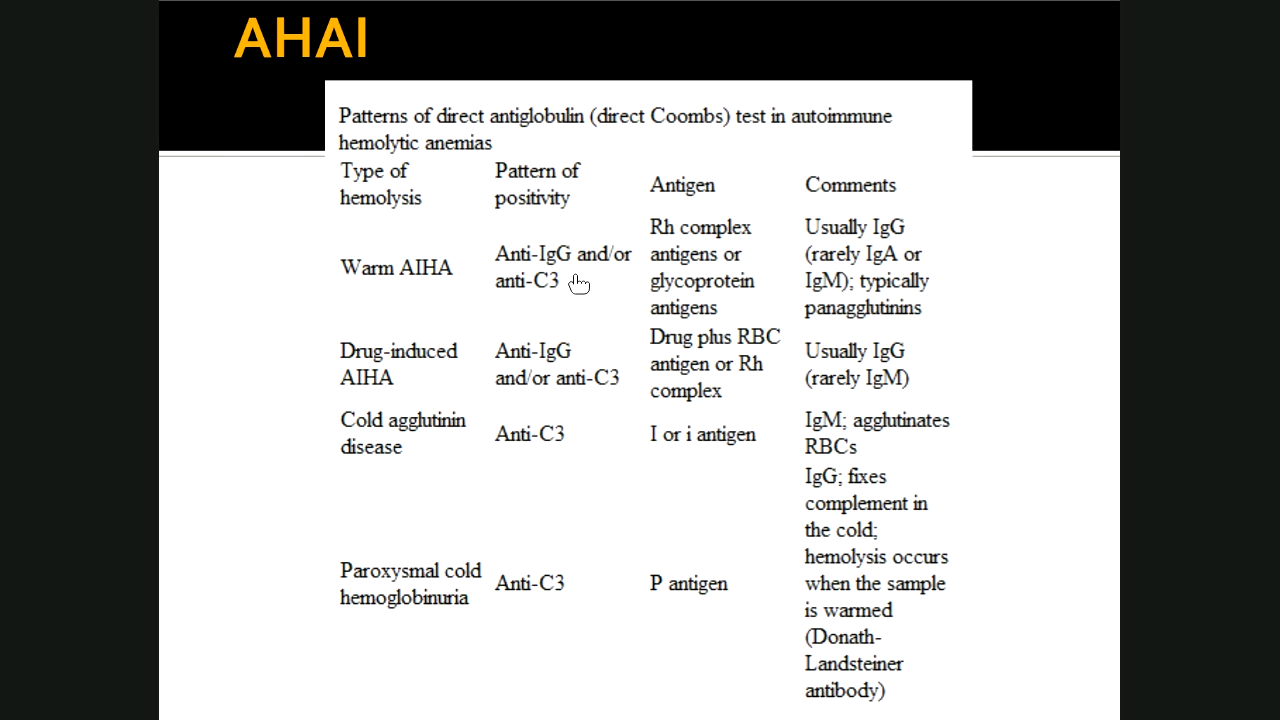 AHAI
Patterns of direct antiglobulin (direct Coombs) test in autoimmune
hemolytic anemias
Type of
hemolysis
Pattern of
positivity
Antigen
Comments
Warm AIHA
Anti-IgG and/or
anti-C3
Rh complex
antigens or
glycoprotein
antigens
Usually IgG
(rarely IgA or
IgM); typically
panagglutinins
Drug-induced
AIHA
Anti-IgG
and/or anti-C3
Drug plus RBC
antigen or Rh
complex
Usually IgG
(rarely IgM)
Cold agglutinin
disease
Anti-C3
I or i antigen
IgM; agglutinates
RBCs
Paroxysmal cold
hemoglobinuria
Anti-C3
P antigen
IgG; fixes
complement in
the cold;
hemolysis occurs
when the sample
is warmed
(Donath-
Landsteiner
antibody)